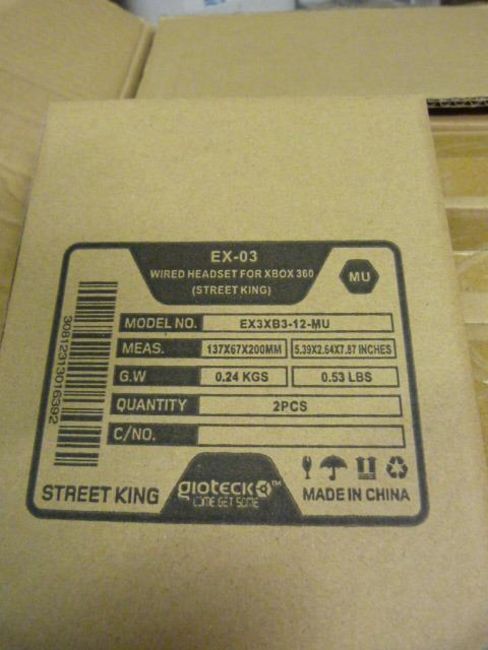 EX-03
WIRED HEADSET FOR XBOX 360
(STREET KING)
MU
MODEL NO. EX3XB3-12-MU
MEAS. 137X67X200MM 5.39X2.64X7.87 INCHES
G.W 0.24 KGS 0.53 LBS
QUANTITY 2PCS
C/NO.
30812313016392
STREET KING
gioteck™
COME GET SOME
MADE IN CHINA